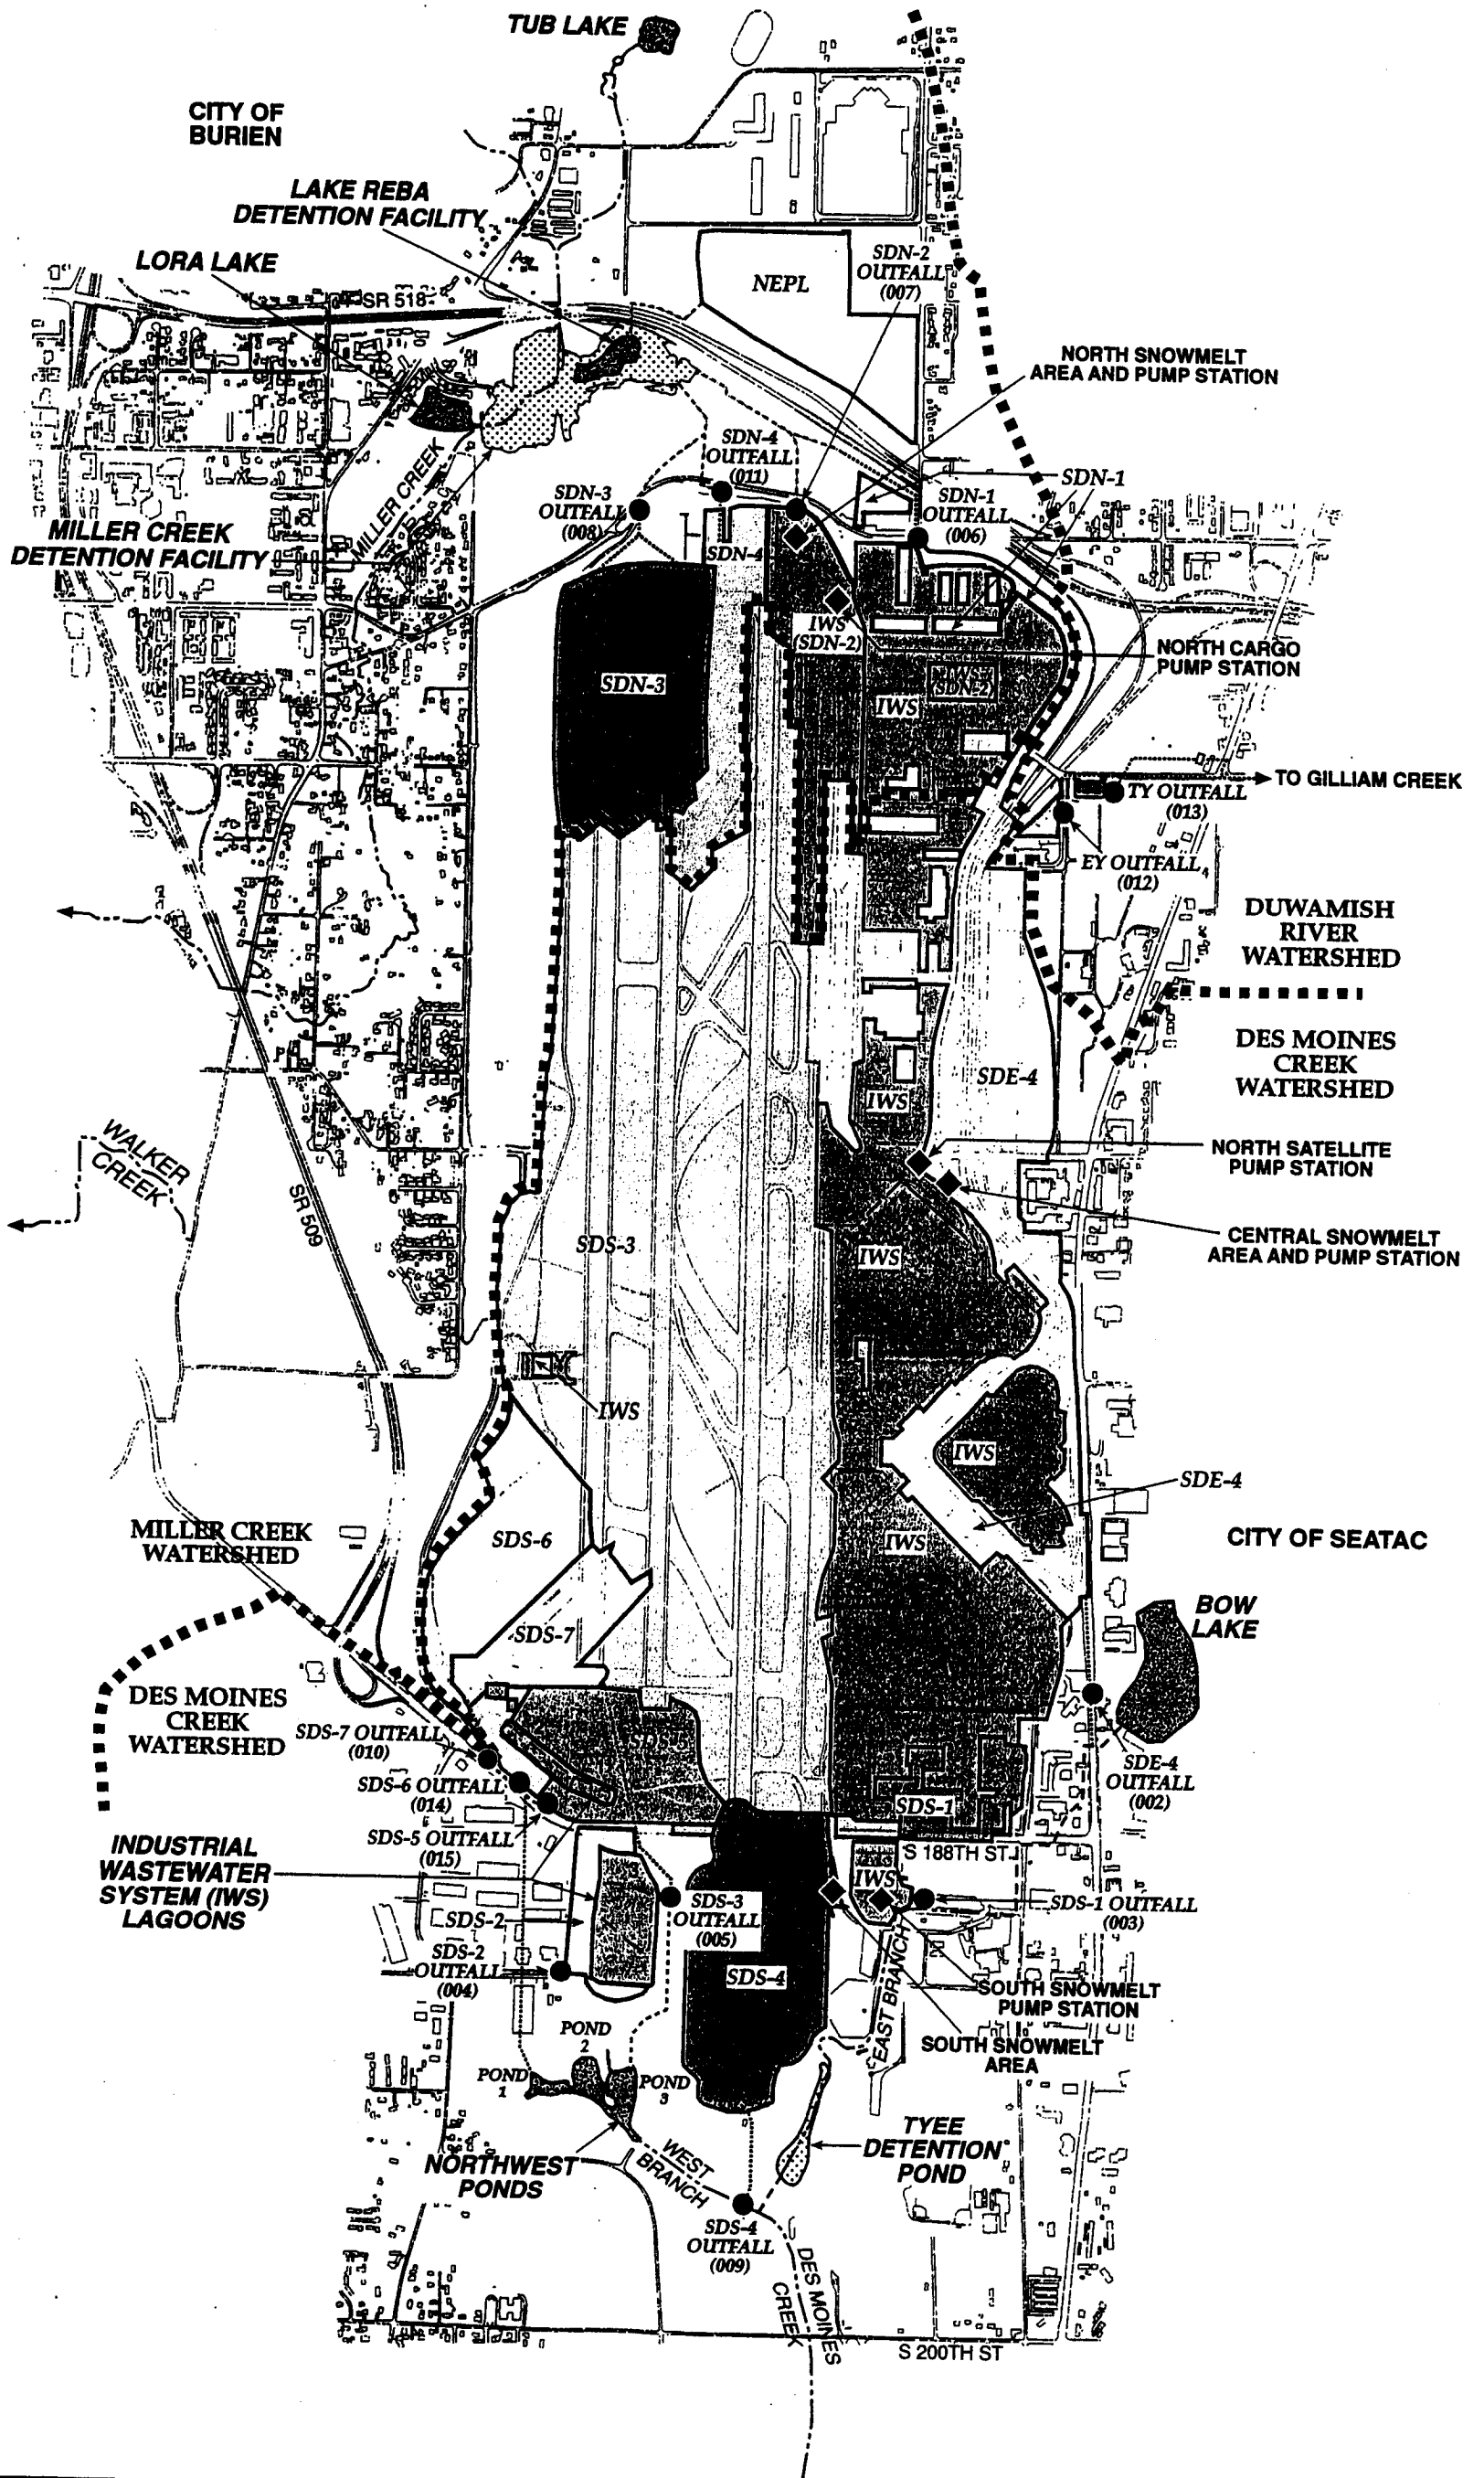 TUB LAKE
CITY OF
BURIEN
LAKE REBA
DETENTION FACILITY
LORA LAKE
SR 518
NEPL
SDN-2
OUTFALL
(007)
NORTH SNOWMELT
AREA AND PUMP STATION
SDN-4
OUTFALL
(011)
SDN-3
OUTFALL
(008)
SDN-1
OUTFALL
(006)
SDN-1
MILLER CREEK
MILLER CREEK
DETENTION FACILITY
SDN-4
IWS
(SDN-2)
NORTH CARGO
PUMP STATION
SDN-3
SDN-2
IWS
TO GILLIAM CREEK
TY OUTFALL
(013)
EY OUTFALL
(012)
DUWAMISH
RIVER
WATERSHED
DES MOINES
CREEK
WATERSHED
SDE-4
IWS
WALKER
CREEK
SR 509
NORTH SATELLITE
PUMP STATION
SDS-3
IWS
CENTRAL SNOWMELT
AREA AND PUMP STATION
IWS
IWS
SDE-4
MILLER CREEK
WATERSHED
SDS-6
IWS
CITY OF SEATAC
BOW
LAKE
SDS-7
DES MOINES
CREEK
WATERSHED
SDS-7 OUTFALL
(010)
SDS-5
SDE-4
OUTFALL
(002)
SDS-6 OUTFALL
(014)
SDS-1
SDS-5 OUTFALL
(015)
S 188TH ST
INDUSTRIAL
WASTEWATER
SYSTEM (IWS)
LAGOONS
IWS
SDS-3
OUTFALL
(005)
SDS-1 OUTFALL
(003)
SDS-2
SDS-2
OUTFALL
(004)
SDS-4
EAST BRANCH
SOUTH SNOWMELT
PUMP STATION
SOUTH SNOWMELT
AREA
POND
2
POND
1
POND
3
TYEE
DETENTION
POND
NORTHWEST
PONDS
WEST
BRANCH
SDS-4
OUTFALL
(009)
DES MOINES
CREEK
S 200TH ST